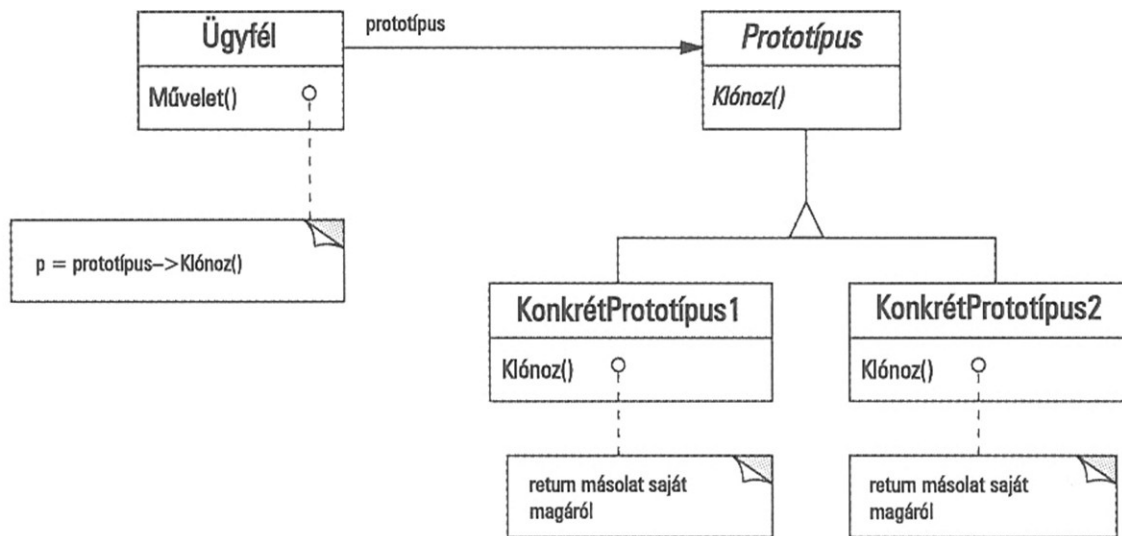 Ügyfél
prototípus
Prototípus
Művelet()
Klónoz()
p = prototípus–>Klónoz()
KonkrétPrototípus1
KonkrétPrototípus2
Klónoz()
Klónoz()
return másolat saját
magáról
return másolat saját
magáról